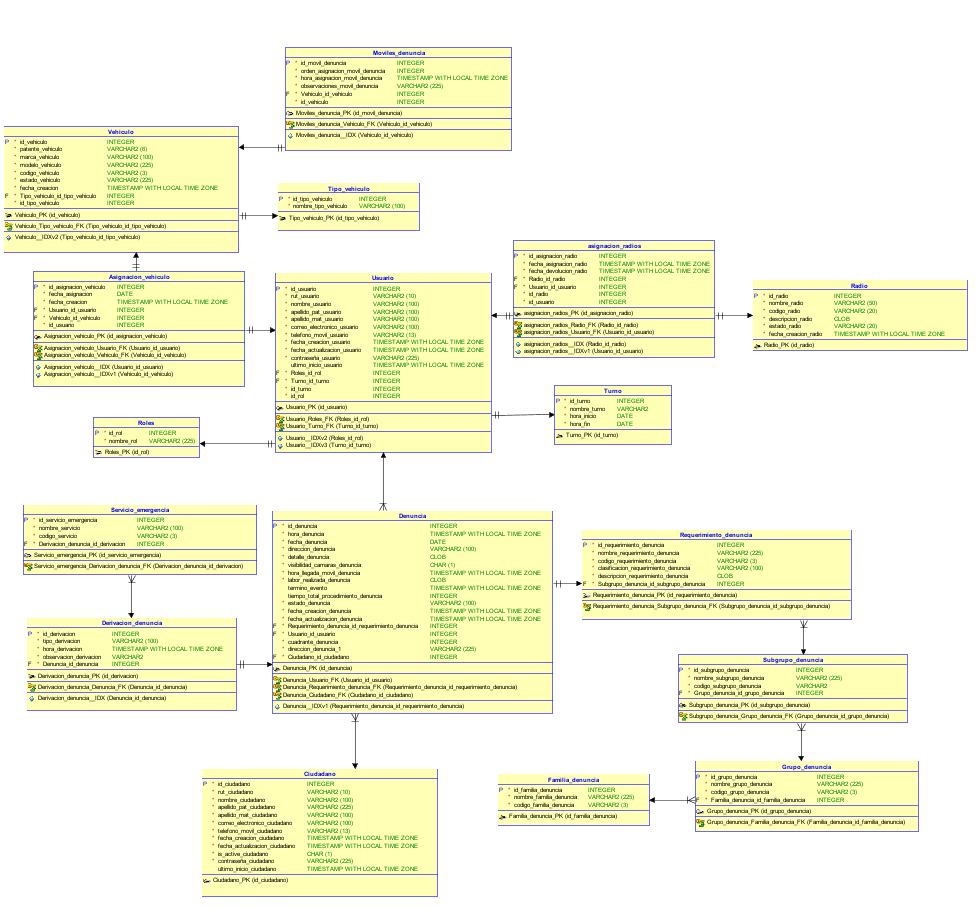 Moviles_denuncia
P * id_movil_denuncia INTEGER
* orden_asignacion_movil_denuncia INTEGER
* hora_asignacion_movil_denuncia TIMESTAMP WITH LOCAL TIME ZONE
* observaciones_movil_denuncia VARCHAR2 (225)
F * Vehiculo_id_vehiculo INTEGER
* id_vehiculo INTEGER
Moviles_denuncia_PK (id_movil_denuncia)
Moviles_denuncia_Vehiculo_FK (Vehiculo_id_vehiculo)
Moviles_denuncia__IDX (Vehiculo_id_vehiculo)
Vehiculo
P * id_vehiculo INTEGER
* patente_vehiculo VARCHAR2 (6)
* marca_vehiculo VARCHAR2 (100)
* modelo_vehiculo VARCHAR2 (225)
* codigo_vehiculo VARCHAR2 (3)
* estado_vehiculo VARCHAR2 (225)
* fecha_creacion TIMESTAMP WITH LOCAL TIME ZONE
F * Tipo_vehiculo_id_tipo_vehiculo INTEGER
* id_tipo_vehiculo INTEGER
Vehiculo_PK (id_vehiculo)
Vehiculo_Tipo_vehiculo_FK (Tipo_vehiculo_id_tipo_vehiculo)
Vehiculo__IDXv2 (Tipo_vehiculo_id_tipo_vehiculo)
Tipo_vehiculo
P * id_tipo_vehiculo INTEGER
* nombre_tipo_vehiculo VARCHAR2 (100)
Tipo_vehiculo_PK (id_tipo_vehiculo)
Asignacion_vehiculo
P * id_asignacion_vehiculo INTEGER
* fecha_asignacion DATE
* fecha_creacion TIMESTAMP WITH LOCAL TIME ZONE
F * Usuario_id_usuario INTEGER
F * Vehiculo_id_vehiculo INTEGER
* id_usuario INTEGER
Asignacion_vehiculo_PK (id_asignacion_vehiculo)
Asignacion_vehiculo_Usuario_FK (Usuario_id_usuario)
Asignacion_vehiculo_Vehiculo_FK (Vehiculo_id_vehiculo)
Asignacion_vehiculo__IDX (Usuario_id_usuario)
Asignacion_vehiculo__IDXv1 (Vehiculo_id_vehiculo)
Usuario
P * id_usuario INTEGER
* rut_usuario VARCHAR2 (10)
* nombre_usuario VARCHAR2 (100)
* apellido_pat_usuario VARCHAR2 (100)
* apellido_mat_usuario VARCHAR2 (100)
* correo_electronico_usuario VARCHAR2 (100)
* telefono_movil_usuario VARCHAR2 (13)
* fecha_creacion_usuario TIMESTAMP WITH LOCAL TIME ZONE
* fecha_actualizacion_usuario TIMESTAMP WITH LOCAL TIME ZONE
* contraseña_usuario VARCHAR2 (225)
* ultimo_inicio_usuario TIMESTAMP WITH LOCAL TIME ZONE
F * Roles_id_rol INTEGER
F * Turno_id_turno INTEGER
* id_turno INTEGER
* id_rol INTEGER
Usuario_PK (id_usuario)
Usuario_Roles_FK (Roles_id_rol)
Usuario_Turno_FK (Turno_id_turno)
Usuario__IDXv2 (Roles_id_rol)
Usuario__IDXv3 (Turno_id_turno)
asignacion_radios
P * id_asignacion_radio INTEGER
* fecha_asignacion_radio TIMESTAMP WITH LOCAL TIME ZONE
* fecha_devolucion_radio TIMESTAMP WITH LOCAL TIME ZONE
F * Radio_id_radio INTEGER
F * Usuario_id_usuario INTEGER
* id_radio INTEGER
* id_usuario INTEGER
asignacion_radios_PK (id_asignacion_radio)
asignacion_radios_Radio_FK (Radio_id_radio)
asignacion_radios_Usuario_FK (Usuario_id_usuario)
asignacion_radios__IDX (Radio_id_radio)
asignacion_radios__IDXv1 (Usuario_id_usuario)
Radio
P * id_radio INTEGER
* nombre_radio VARCHAR2 (50)
* codigo_radio VARCHAR2 (20)
* descripcion_radio CLOB
* estado_radio VARCHAR2 (20)
* fecha_creacion_radio TIMESTAMP WITH LOCAL TIME ZONE
Radio_PK (id_radio)
Turno
P * id_turno INTEGER
* nombre_turno VARCHAR2
* hora_inicio DATE
* hora_fin DATE
Turno_PK (id_turno)
Roles
P * id_rol INTEGER
* nombre_rol VARCHAR2 (225)
Roles_PK (id_rol)
Servicio_emergencia
P * id_servicio_emergencia INTEGER
* nombre_servicio VARCHAR2 (100)
* codigo_servicio VARCHAR2 (3)
F * Derivacion_denuncia_id_derivacion INTEGER
Servicio_emergencia_PK (id_servicio_emergencia)
Servicio_emergencia_Derivacion_denuncia_FK (Derivacion_denuncia_id_derivacion)
Denuncia
P * id_denuncia INTEGER
* hora_denuncia TIMESTAMP WITH LOCAL TIME ZONE
* fecha_denuncia DATE
* direccion_denuncia VARCHAR2 (100)
* detalle_denuncia CLOB
* visibilidad_camaras_denuncia CHAR (1)
* hora_llegada_movil_denuncia TIMESTAMP WITH LOCAL TIME ZONE
* labor_realizada_denuncia CLOB
* termino_evento TIMESTAMP WITH LOCAL TIME ZONE
* tiempo_total_procedimiento_denuncia INTEGER
* estado_denuncia VARCHAR2 (100)
* fecha_creacion_denuncia TIMESTAMP WITH LOCAL TIME ZONE
* fecha_actualizacion_denuncia TIMESTAMP WITH LOCAL TIME ZONE
F * Requerimiento_denuncia_id_requerimiento_denuncia INTEGER
F * Usuario_id_usuario INTEGER
* cuadrante_denuncia INTEGER
* direccion_denuncia_1 VARCHAR2 (225)
F * Ciudadano_id_ciudadano INTEGER
Denuncia_PK (id_denuncia)
Denuncia_Usuario_FK (Usuario_id_usuario)
Denuncia_Requerimiento_denuncia_FK (Requerimiento_denuncia_id_requerimiento_denuncia)
Denuncia_Ciudadano_FK (Ciudadano_id_ciudadano)
Denuncia__IDXv1 (Requerimiento_denuncia_id_requerimiento_denuncia)
Requerimiento_denuncia
P * id_requerimiento_denuncia INTEGER
* nombre_requerimiento_denuncia VARCHAR2 (225)
* codigo_requerimiento_denuncia VARCHAR2 (3)
* clasificacion_requerimiento_denuncia VARCHAR2 (100)
* descripcion_requerimiento_denuncia CLOB
F * Subgrupo_denuncia_id_subgrupo_denuncia INTEGER
Requerimiento_denuncia_PK (id_requerimiento_denuncia)
Requerimiento_denuncia_Subgrupo_denuncia_FK (Subgrupo_denuncia_id_subgrupo_denuncia)
Derivacion_denuncia
P * id_derivacion INTEGER
* tipo_derivacion VARCHAR2 (100)
* hora_derivacion TIMESTAMP WITH LOCAL TIME ZONE
* observacion_derivacion VARCHAR2
F * Denuncia_id_denuncia INTEGER
Derivacion_denuncia_PK (id_derivacion)
Derivacion_denuncia_Denuncia_FK (Denuncia_id_denuncia)
Derivacion_denuncia__IDX (Denuncia_id_denuncia)
Subgrupo_denuncia
P * id_subgrupo_denuncia INTEGER
* nombre_subgrupo_denuncia VARCHAR2 (225)
* codigo_subgrupo_denuncia VARCHAR2
F * Grupo_denuncia_id_grupo_denuncia INTEGER
Subgrupo_denuncia_PK (id_subgrupo_denuncia)
Subgrupo_denuncia_Grupo_denuncia_FK (Grupo_denuncia_id_grupo_denuncia)
Ciudadano
P * id_ciudadano INTEGER
* rut_ciudadano VARCHAR2 (10)
* nombre_ciudadano VARCHAR2 (100)
* apellido_pat_ciudadano VARCHAR2 (225)
* apellido_mat_ciudadano VARCHAR2 (100)
* correo_electronico_ciudadano VARCHAR2 (100)
* telefono_movil_ciudadano VARCHAR2 (13)
* fecha_creacion_ciudadano TIMESTAMP WITH LOCAL TIME ZONE
* fecha_actualizacion_ciudadano TIMESTAMP WITH LOCAL TIME ZONE
* is_active_ciudadano CHAR (1)
* contraseña_ciudadano VARCHAR2 (225)
ultimo_inicio_ciudadano TIMESTAMP WITH LOCAL TIME ZONE
Ciudadano_PK (id_ciudadano)
Familia_denuncia
P * id_familia_denuncia INTEGER
* nombre_familia_denuncia VARCHAR2 (225)
* codigo_familia_denuncia VARCHAR2 (3)
Familia_denuncia_PK (id_familia_denuncia)
Grupo_denuncia
P * id_grupo_denuncia INTEGER
* nombre_grupo_denuncia VARCHAR2 (225)
* codigo_grupo_denuncia VARCHAR2 (3)
F * Familia_denuncia_id_familia_denuncia INTEGER
Grupo_denuncia_PK (id_grupo_denuncia)
Grupo_denuncia_Familia_denuncia_FK (Familia_denuncia_id_familia_denuncia)